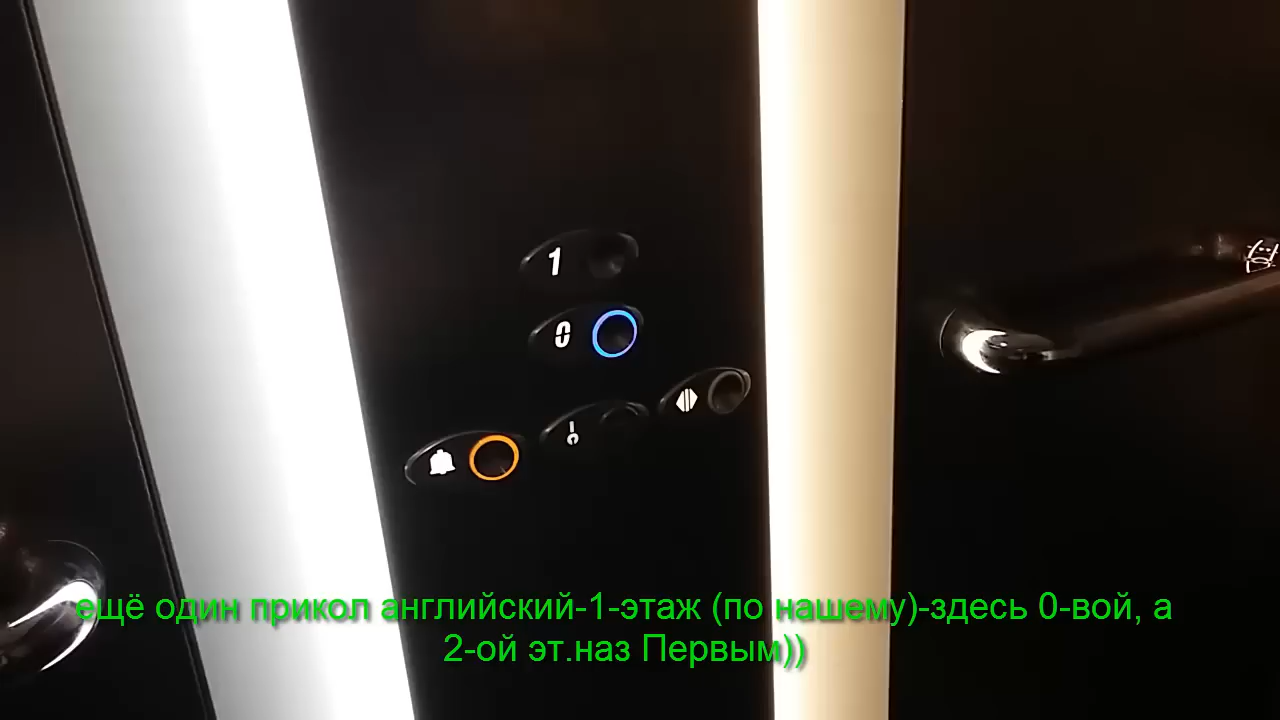 1
0
ещё один прикол английский-1-этаж (по нашему)-здесь 0-вой, а
2-ой эт.наз Первым))